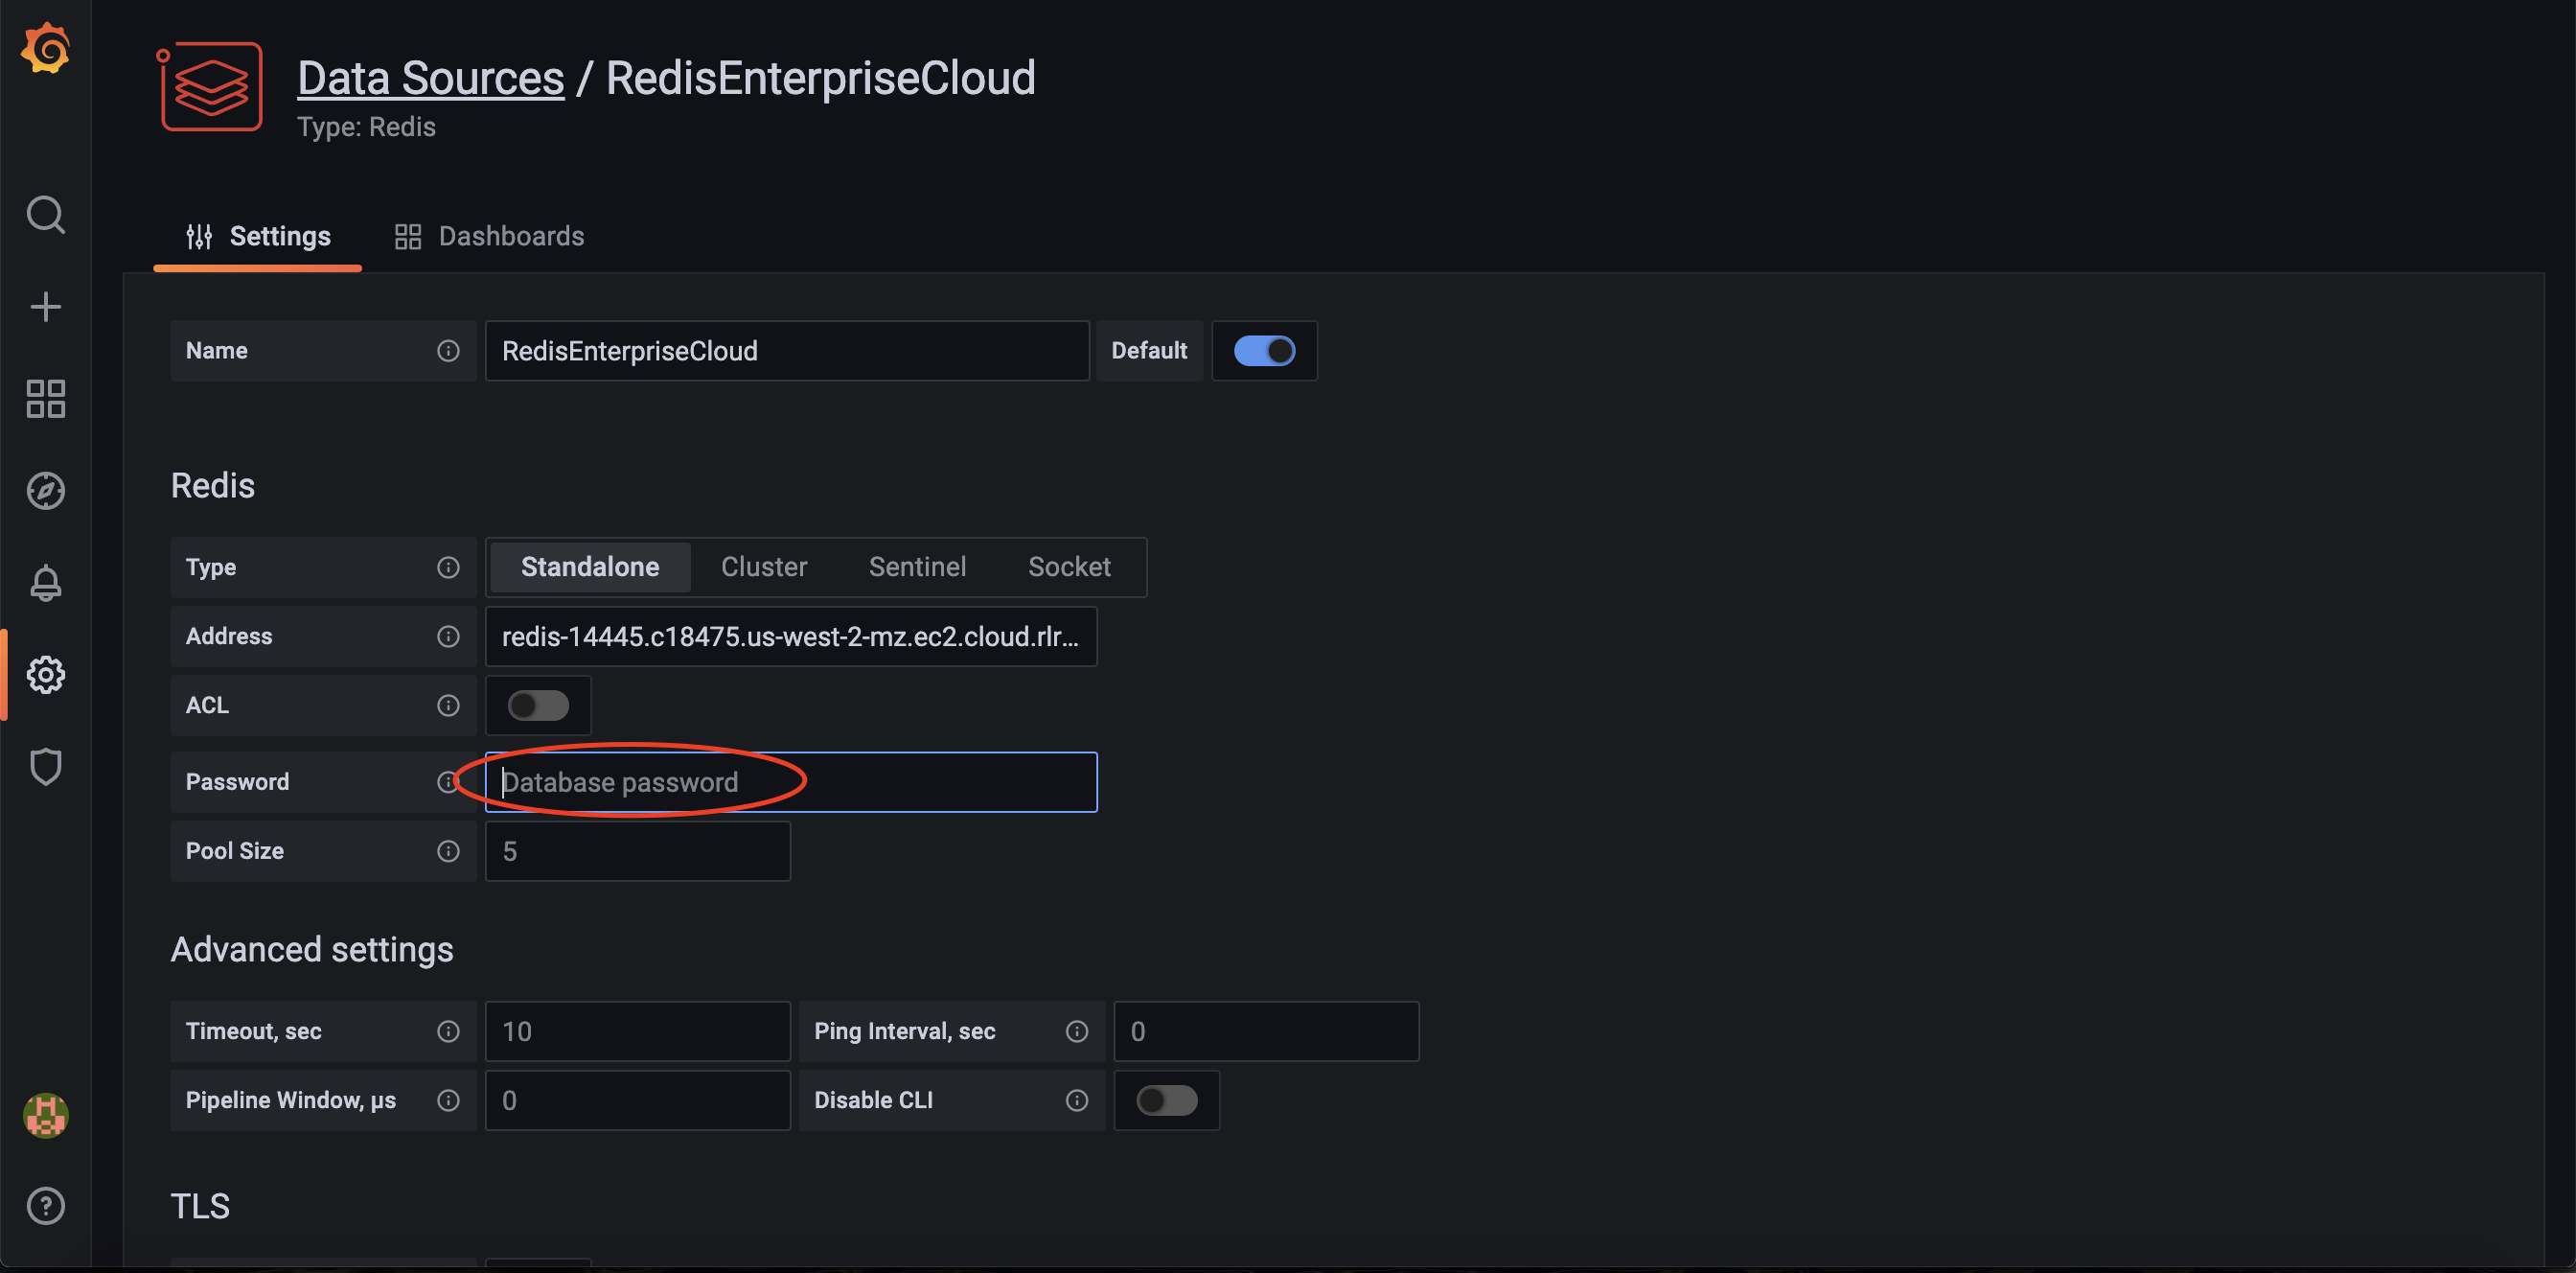 Data Sources / RedisEnterpriseCloud
Type: Redis
Settings Dashboards
Name RedisEnterpriseCloud Default
Redis
Type Standalone Cluster Sentinel Socket
Address redis-14445.c18475.us-west-2-mz.ec2.cloud.rlr...
ACL
Password Database password
Pool Size 5
Advanced settings
Timeout, sec 10 Ping Interval, sec 0
Pipeline Window, μs 0 Disable CLI
TLS